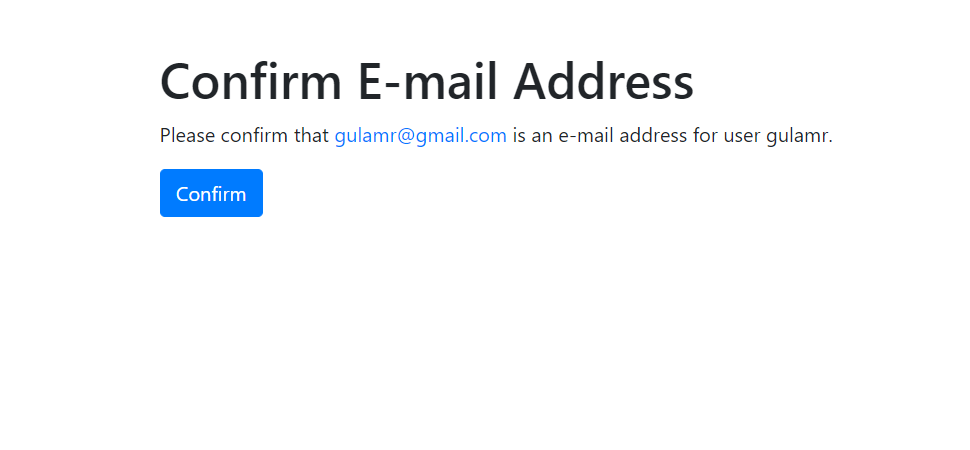 Confirm E-mail Address
Please confirm that gulamr@gmail.com is an e-mail address for user gulamr.
Confirm